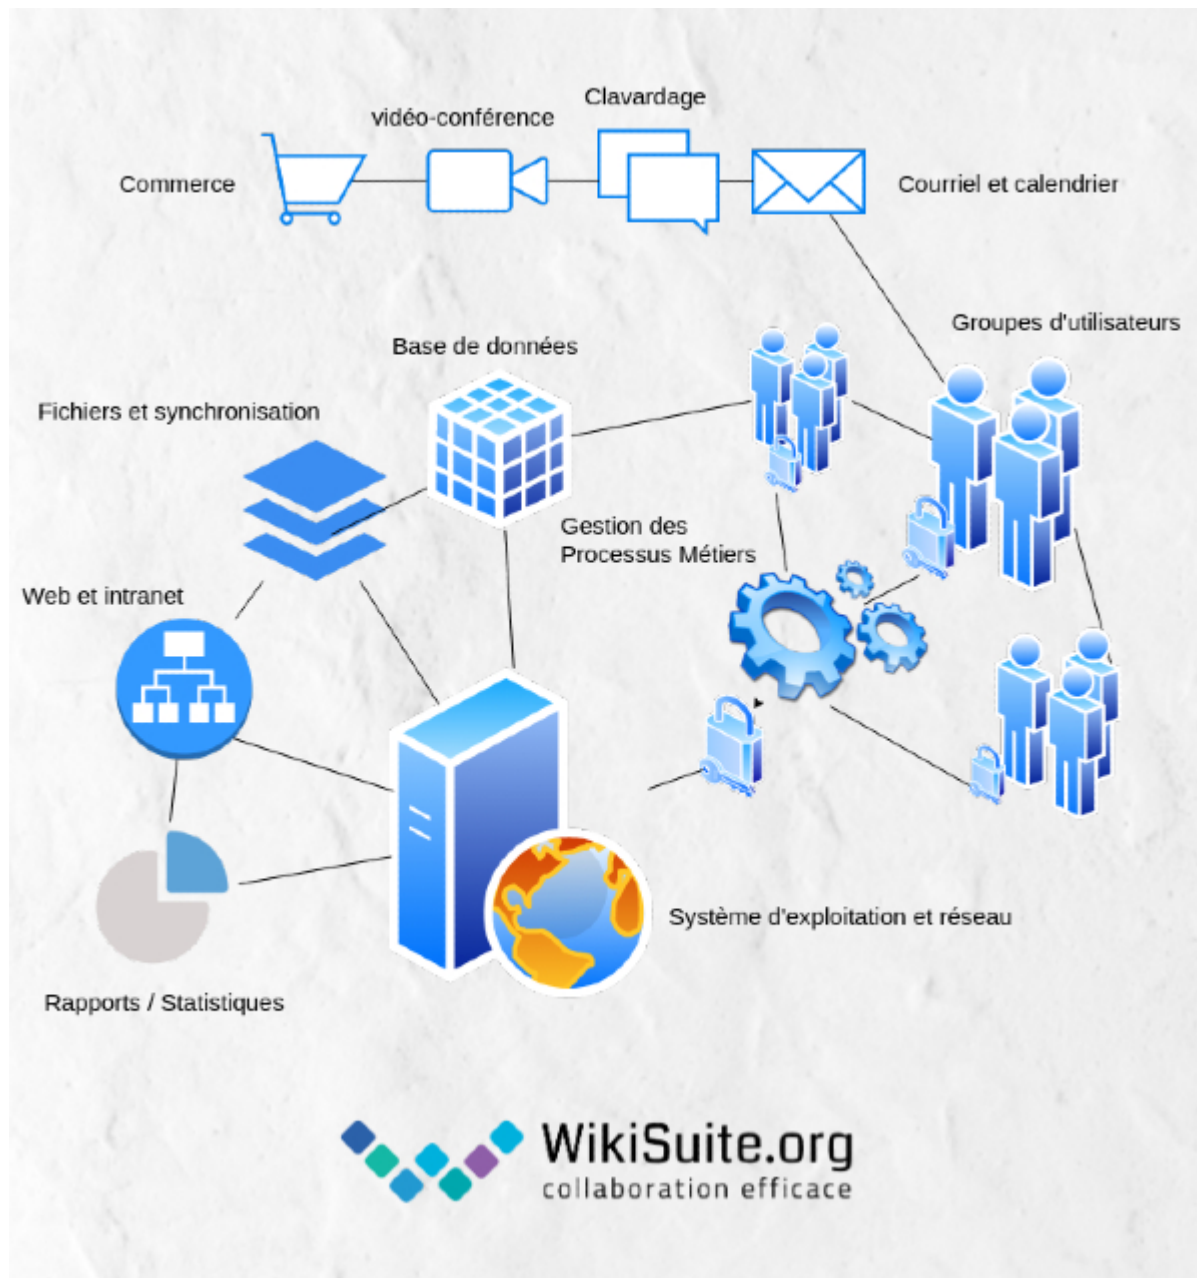 Clavardage
vidéo-conférence
Commerce
Courriel et calendrier
Groupes d'utilisateurs
Base de données
Fichiers et synchronisation
Gestion des
Processus Métiers
Web et intranet
Système d'exploitation et réseau
Rapports / Statistiques
WikiSuite.org
collaboration efficace